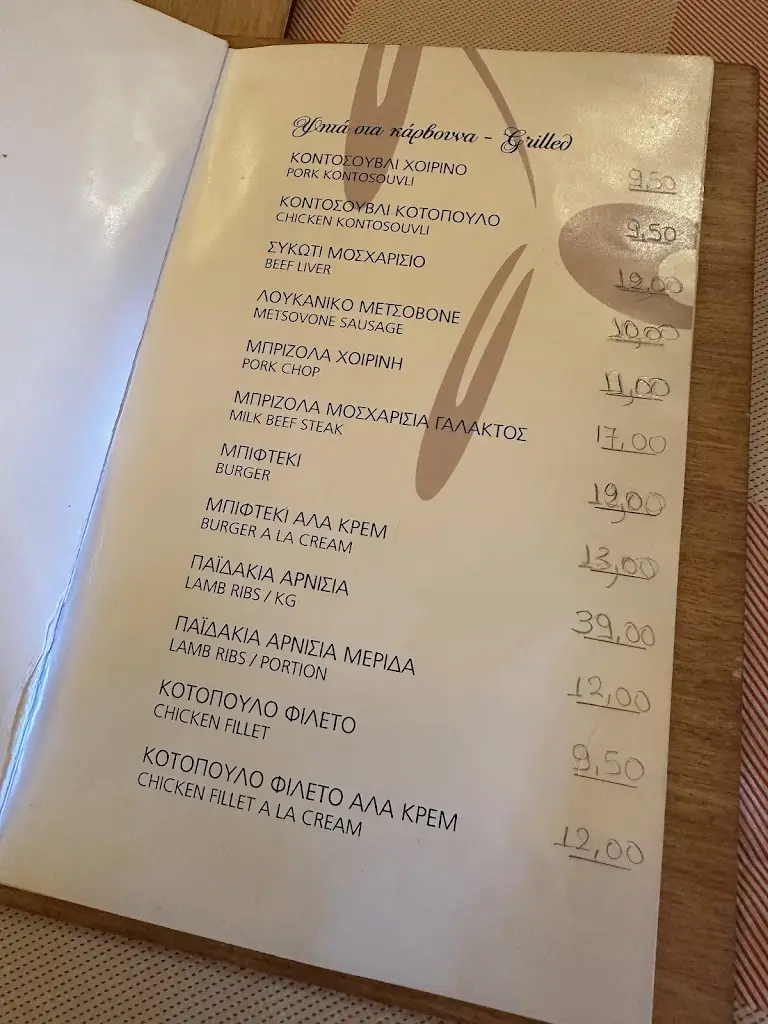 Ψητά στα κάρβουνα - Grilled
ΚΟΝΤΟΣΟΥΒΛΙ ΧΟΙΡΙΝΟ 9,50
PORK KONTOSOUVLI
ΚΟΝΤΟΣΟΥΒΛΙ ΚΟΤΟΠΟΥΛΟ 9,50
CHICKEN KONTOSOUVLI
ΣΥΚΩΤΙ ΜΟΣΧΑΡΙΣΙΟ
BEEF LIVER
ΛΟΥΚΑΝΙΚΟ ΜΕΤΣΟΒΟΝΕ 10,00
METSOVONE SAUSAGE
ΜΠΡΙΖΟΛΑ ΧΟΙΡΙΝΗ 11,00
PORK CHOP
ΜΠΡΙΖΟΛΑ ΜΟΣΧΑΡΙΣΙΑ ΓΑΛΑΚΤΟΣ 17,00
MILK BEEF STEAK
ΜΠΙΦΤΕΚΙ
BURGER
ΜΠΙΦΤΕΚΙ ΑΛΑ ΚΡΕΜ 13,00
BURGER A LA CREAM
ΠΑΪΔΑΚΙΑ ΑΡΝΙΣΙΑ 39,00
LAMB RIBS / KG
ΠΑΪΔΑΚΙΑ ΑΡΝΙΣΙΑ ΜΕΡΙΔΑ 12,00
LAMB RIBS / PORTION
ΚΟΤΟΠΟΥΛΟ ΦΙΛΕΤΟ 9,50
CHICKEN FILLET
ΚΟΤΟΠΟΥΛΟ ΦΙΛΕΤΟ ΑΛΑ ΚΡΕΜ 12,00
CHICKEN FILLET A LA CREAM